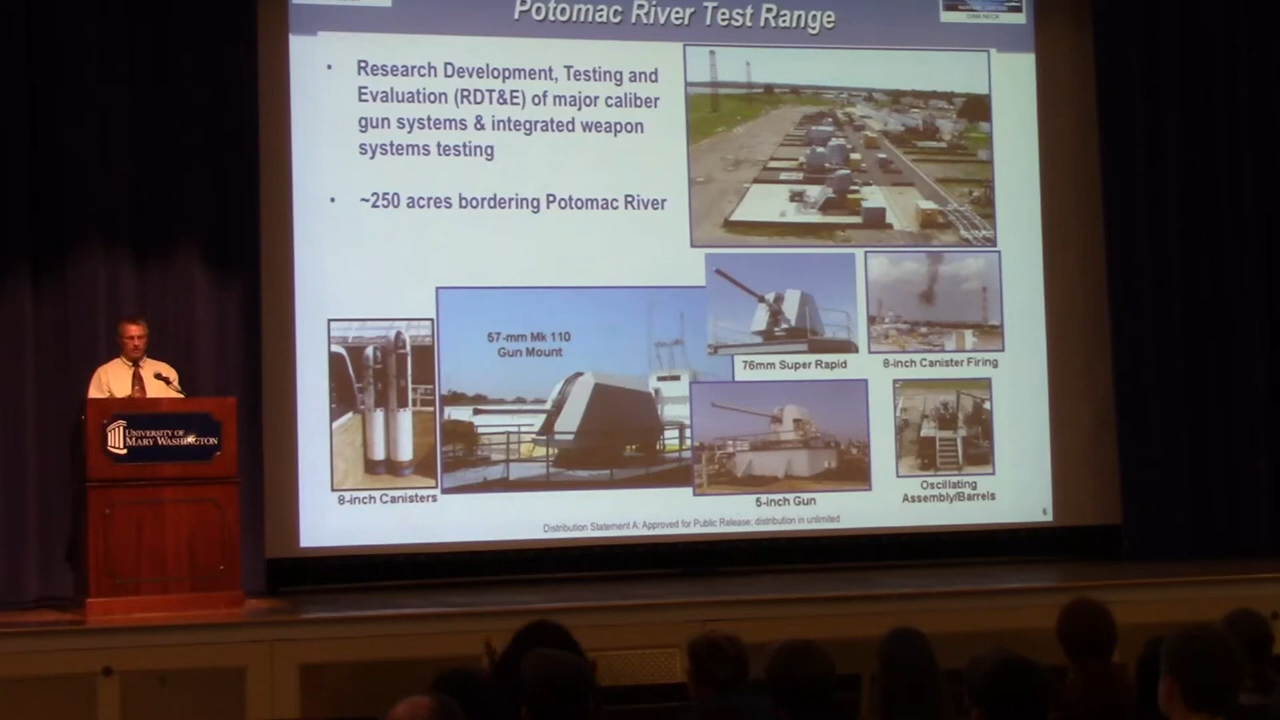 Potomac River Test Range
DAM NECK
• Research Development, Testing and
Evaluation (RDT&E) of major caliber
gun systems & integrated weapon
systems testing
• ~250 acres bordering Potomac River
57-mm Mk 110
Gun Mount
76mm Super Rapid
8-inch Canister Firing
8-inch Canisters
5-inch Gun
Oscillating
Assembly/Barrels
Distribution Statement A: Approved for Public Release; distribution in unlimited
6
UNIVERSITY OF
MARY WASHINGTON